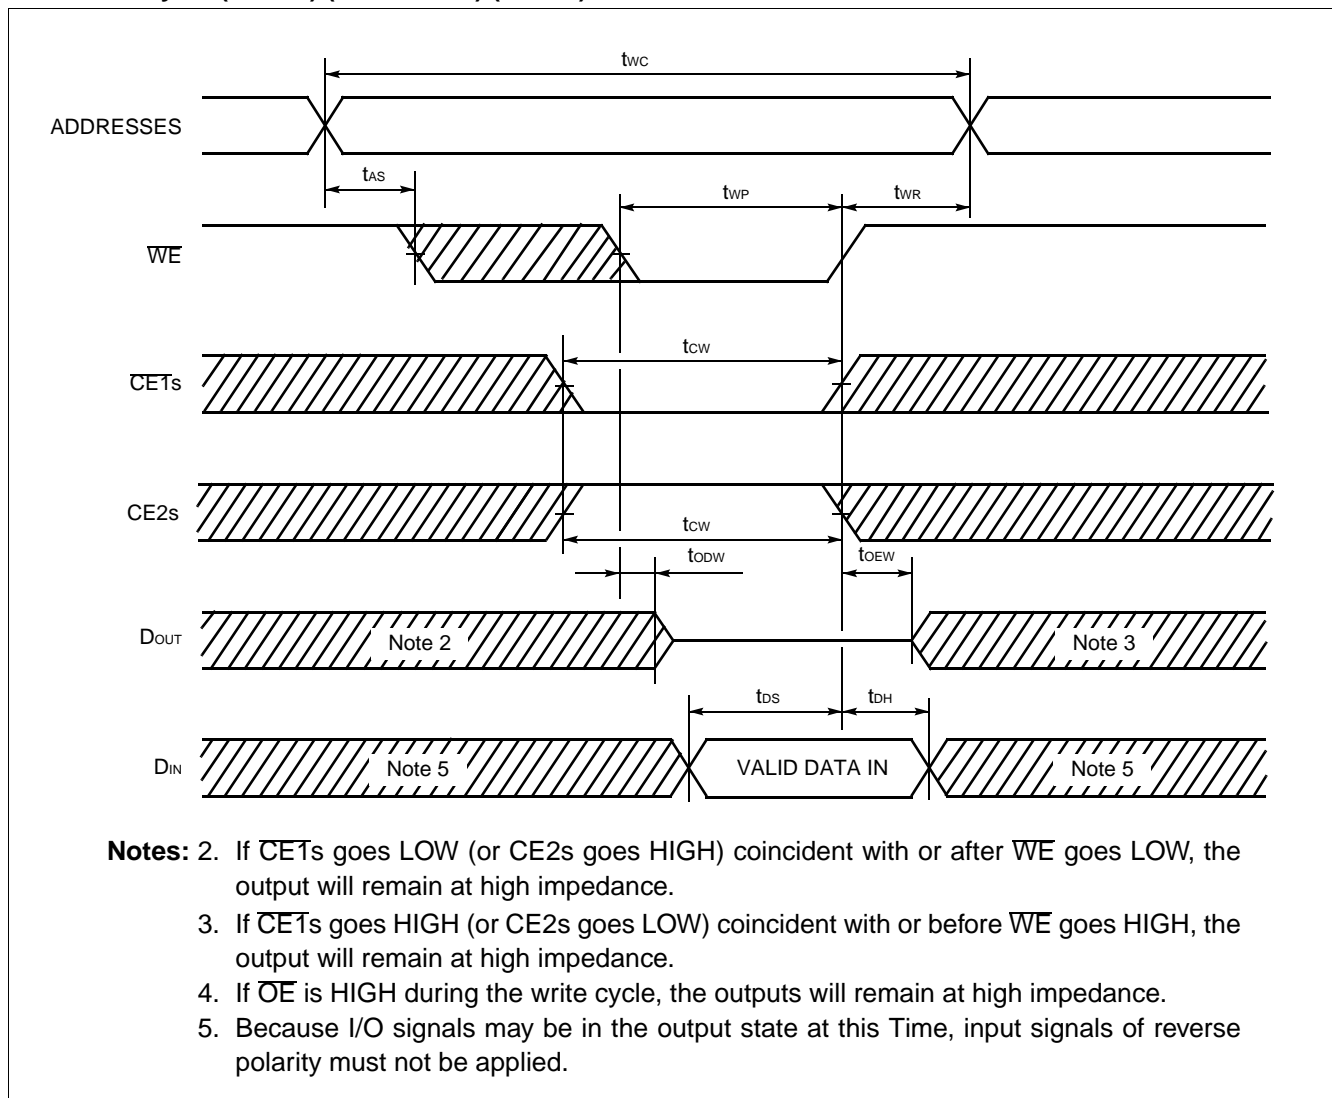 tWC
ADDRESSES
tAS
tWP
tWR
WE
tCW
CE1s
CE2s
tCW
tODW
tOEW
DOUT
Note 2
Note 3
tDS
tDH
DIN
Note 5
VALID DATA IN
Note 5
Notes: 2. If CE1s goes LOW (or CE2s goes HIGH) coincident with or after WE goes LOW, the
output will remain at high impedance.
3. If CE1s goes HIGH (or CE2s goes LOW) coincident with or before WE goes HIGH, the
output will remain at high impedance.
4. If OE is HIGH during the write cycle, the outputs will remain at high impedance.
5. Because I/O signals may be in the output state at this Time, input signals of reverse
polarity must not be applied.